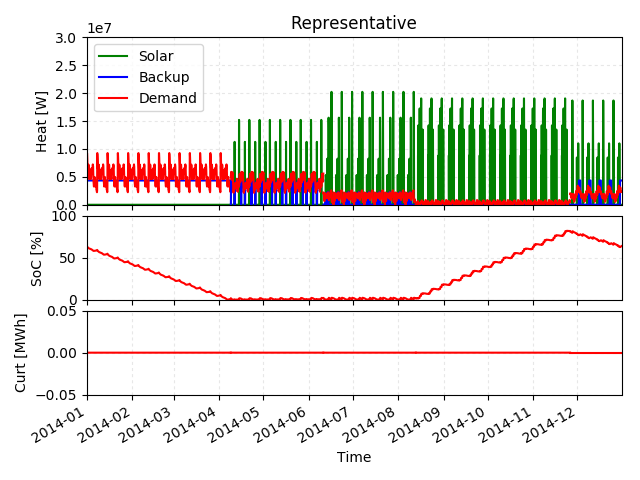 Representative
1e7
3.0
2.5
2.0
1.5
1.0
0.5
0.0
Heat [W]
Solar
Backup
Demand
100
50
0
SoC [%]
0.05
0.00
−0.05
Curt [MWh]
2014-01
2014-02
2014-03
2014-04
2014-05
2014-06
2014-07
2014-08
2014-09
2014-10
2014-11
2014-12
Time